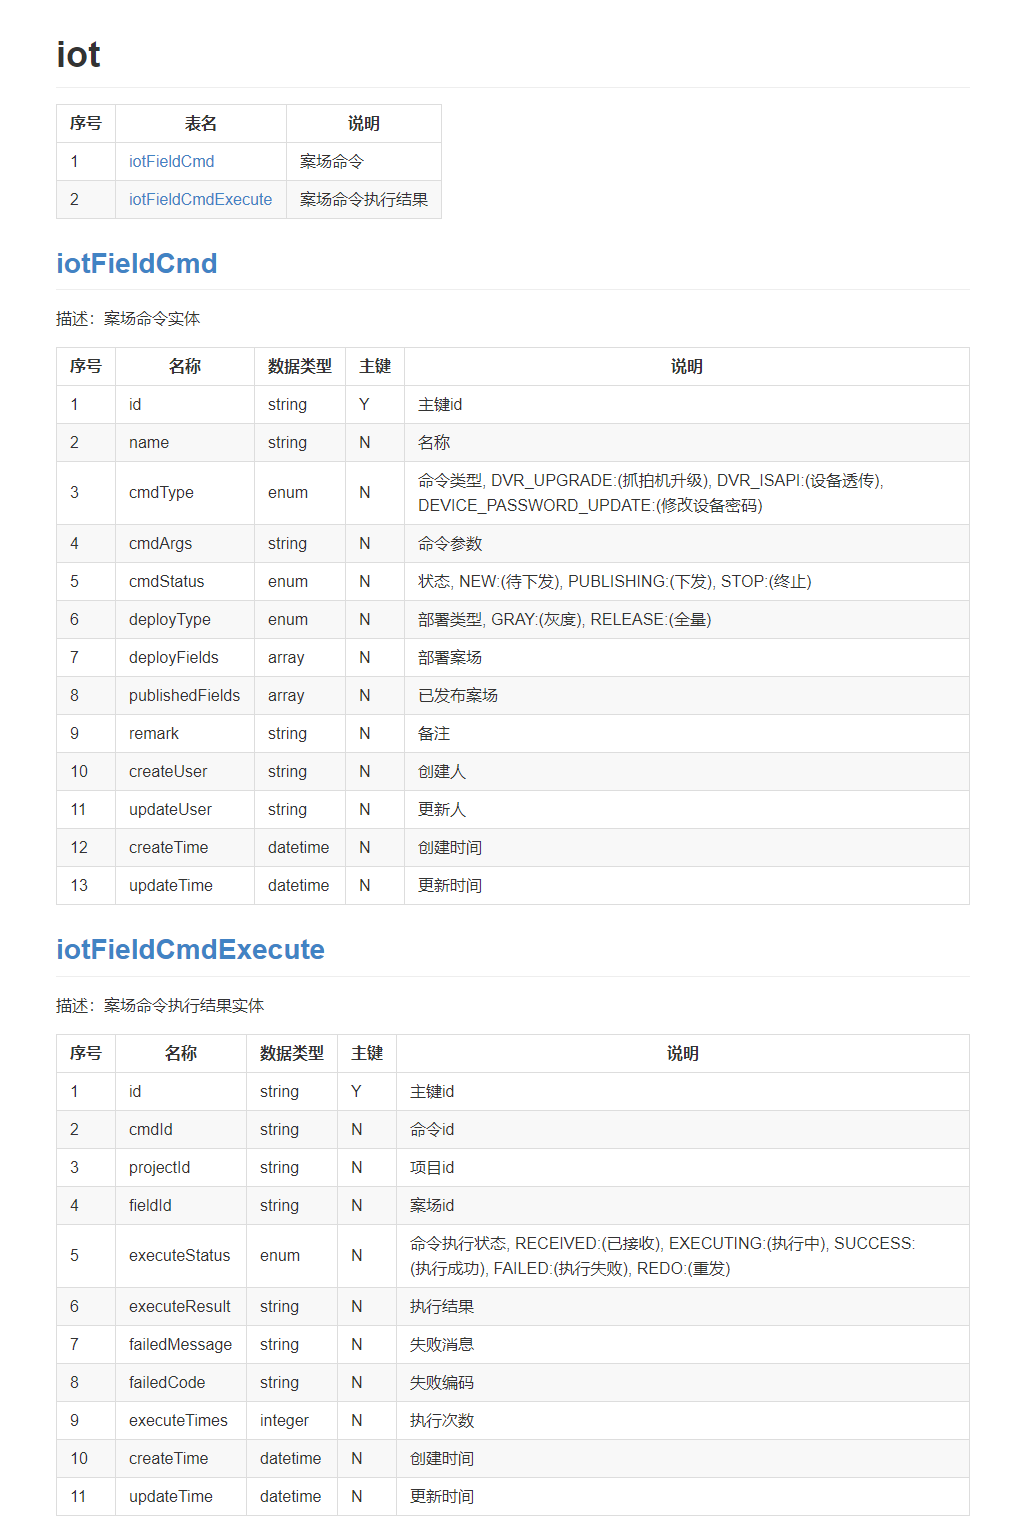 iot
序号 表名 说明
1 iotFieldCmd 案场命令
2 iotFieldCmdExecute 案场命令执行结果
iotFieldCmd
描述：案场命令实体
序号 名称 数据类型 主键 说明
1 id string Y 主键id
2 name string N 名称
3 cmdType enum N 命令类型, DVR_UPGRADE:(抓拍机升级), DVR_ISAPI:(设备透传),
DEVICE_PASSWORD_UPDATE:(修改设备密码)
4 cmdArgs string N 命令参数
5 cmdStatus enum N 状态, NEW:(待下发), PUBLISHING:(下发), STOP:(终止)
6 deployType enum N 部署类型, GRAY:(灰度), RELEASE:(全量)
7 deployFields array N 部署案场
8 publishedFields array N 已发布案场
9 remark string N 备注
10 createUser string N 创建人
11 updateUser string N 更新人
12 createTime datetime N 创建时间
13 updateTime datetime N 更新时间
iotFieldCmdExecute
描述：案场命令执行结果实体
序号 名称 数据类型 主键 说明
1 id string Y 主键id
2 cmdId string N 命令id
3 projectId string N 项目id
4 fieldId string N 案场id
5 executeStatus enum N 命令执行状态, RECEIVED:(已接收), EXECUTING:(执行中), SUCCESS:
(执行成功), FAILED:(执行失败), REDO:(重发)
6 executeResult string N 执行结果
7 failedMessage string N 失败消息
8 failedCode string N 失败编码
9 executeTimes integer N 执行次数
10 createTime datetime N 创建时间
11 updateTime datetime N 更新时间